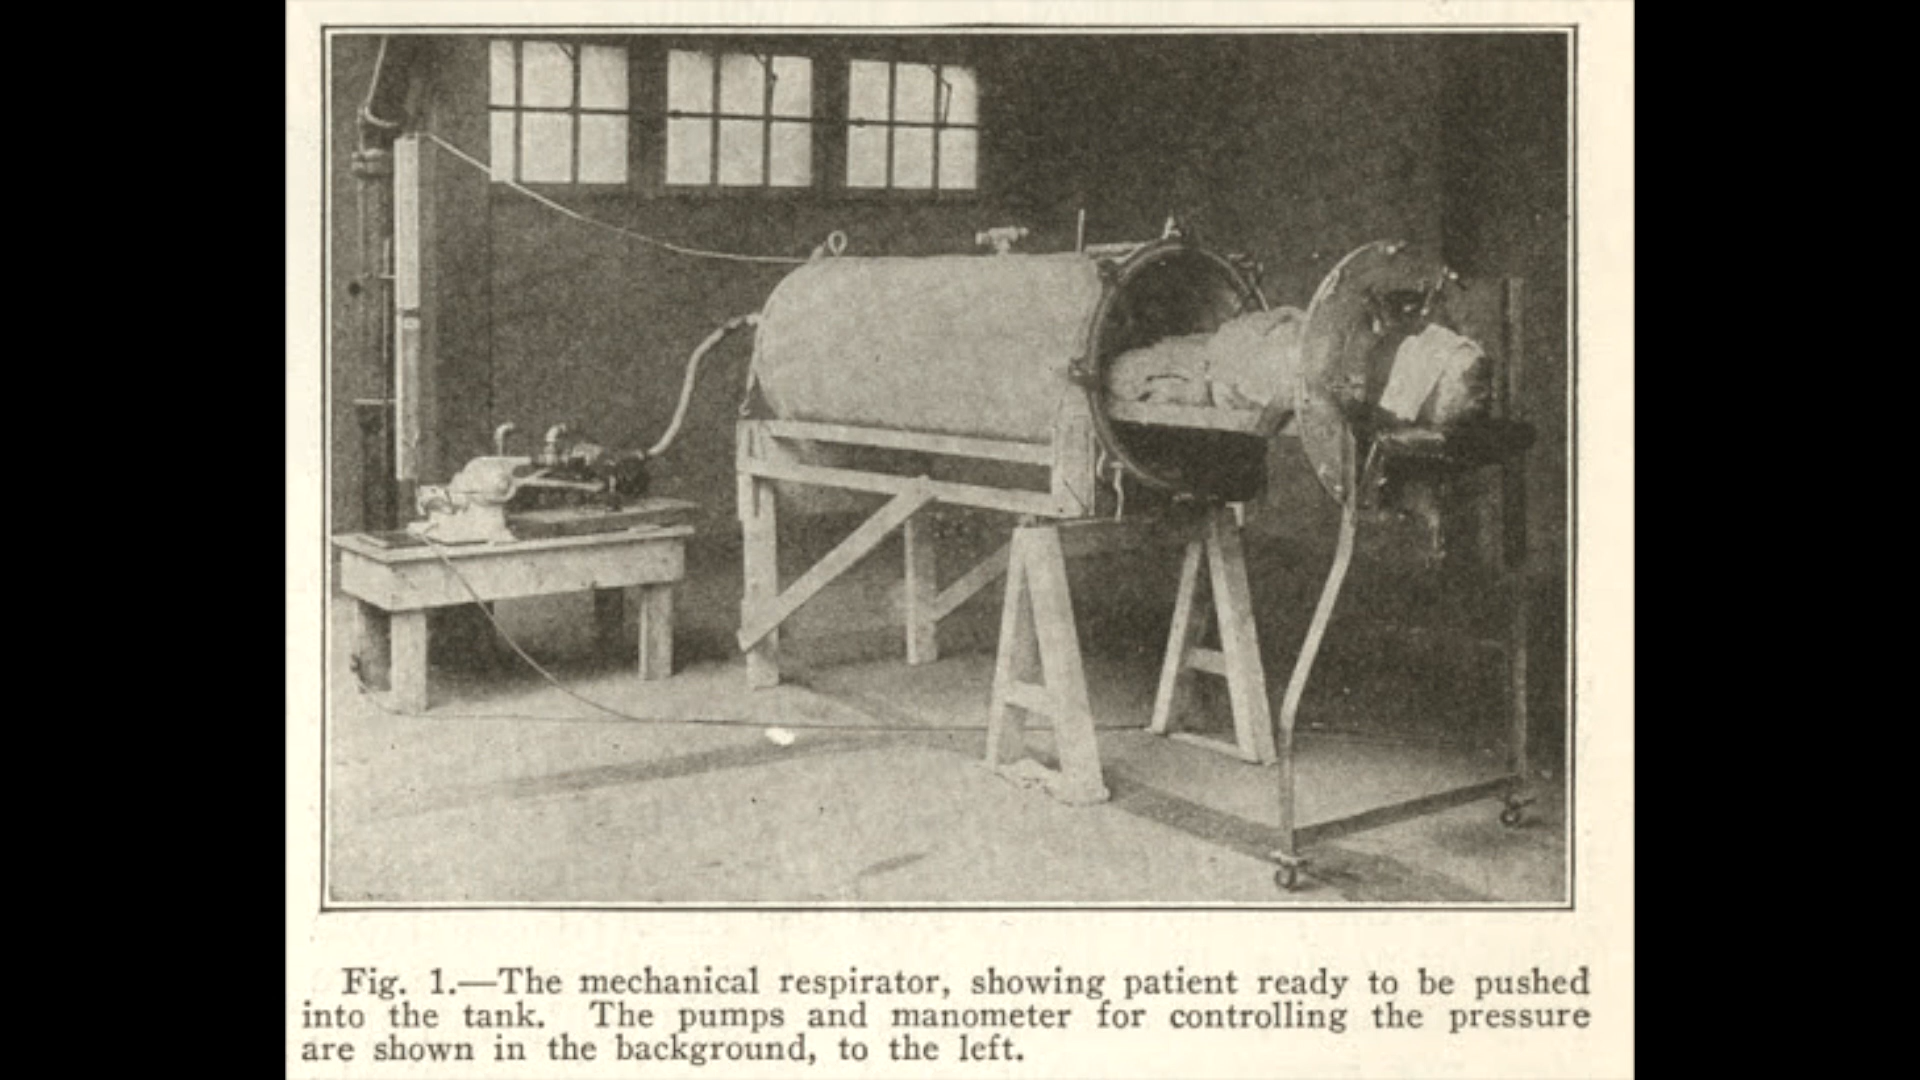 Fig. 1.—The mechanical respirator, showing patient ready to be pushed
into the tank. The pumps and manometer for controlling the pressure
are shown in the background, to the left.